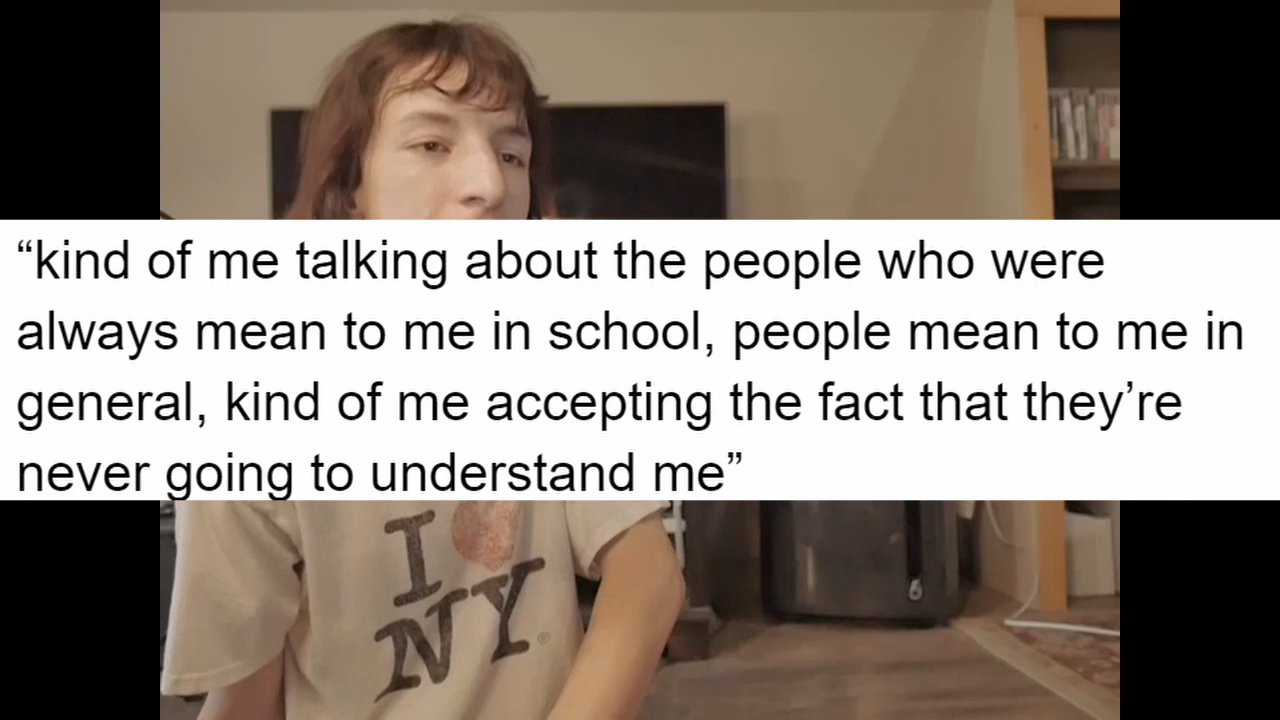 “kind of me talking about the people who were
always mean to me in school, people mean to me in
general, kind of me accepting the fact that they’re
never going to understand me”
I
NY®